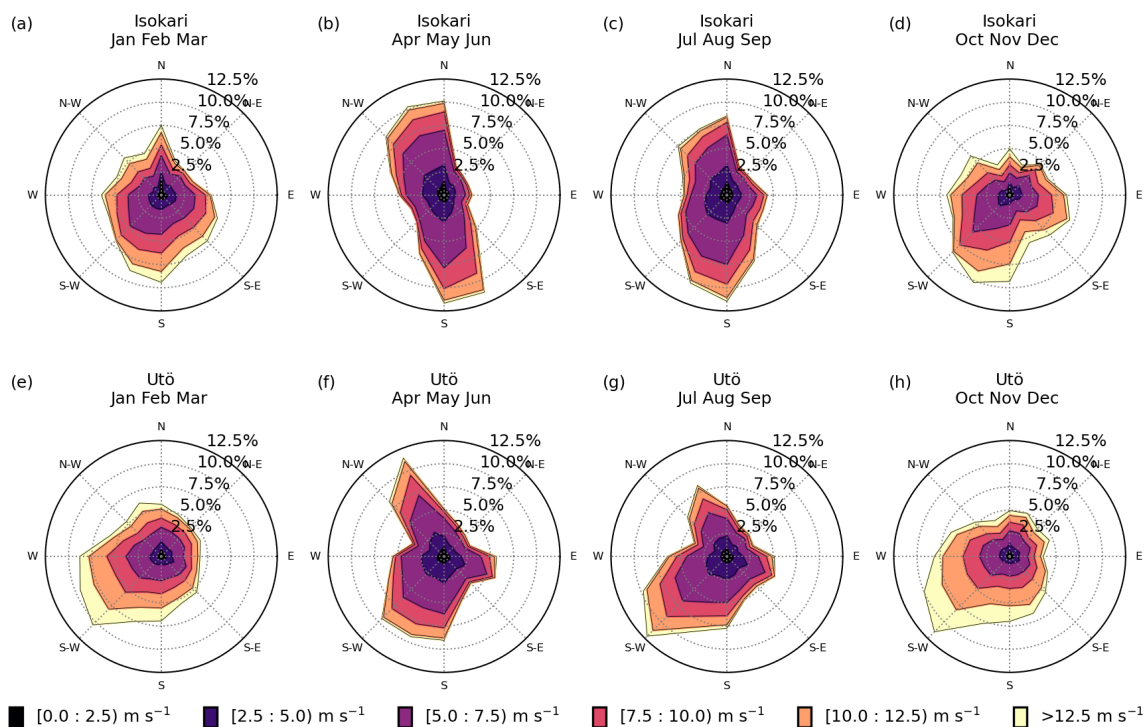 (a)
Isokari
Jan Feb Mar
(b)
Isokari
Apr May Jun
(c)
Isokari
Jul Aug Sep
(d)
Isokari
Oct Nov Dec
N
N-E
E
S-E
S
S-W
W
N-W
12.5%
10.0%
7.5%
5.0%
2.5%
N
N-E
E
S-E
S
S-W
W
N-W
12.5%
10.0%
7.5%
5.0%
2.5%
N
N-E
E
S-E
S
S-W
W
N-W
12.5%
10.0%
7.5%
5.0%
2.5%
N
N-E
E
S-E
S
S-W
W
N-W
12.5%
10.0%
7.5%
5.0%
2.5%
(e)
Utö
Jan Feb Mar
(f)
Utö
Apr May Jun
(g)
Utö
Jul Aug Sep
(h)
Utö
Oct Nov Dec
N
N-E
E
S-E
S
S-W
W
N-W
12.5%
10.0%
7.5%
5.0%
2.5%
N
N-E
E
S-E
S
S-W
W
N-W
12.5%
10.0%
7.5%
5.0%
2.5%
N
N-E
E
S-E
S
S-W
W
N-W
12.5%
10.0%
7.5%
5.0%
2.5%
N
N-E
E
S-E
S
S-W
W
N-W
12.5%
10.0%
7.5%
5.0%
2.5%
[0.0 : 2.5) m s⁻¹
[2.5 : 5.0) m s⁻¹
[5.0 : 7.5) m s⁻¹
[7.5 : 10.0) m s⁻¹
[10.0 : 12.5) m s⁻¹
>12.5 m s⁻¹